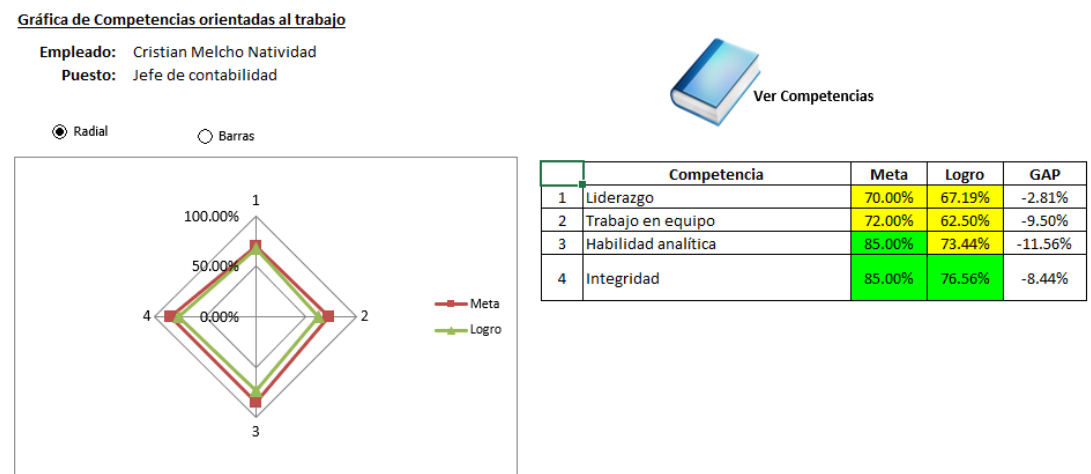 Gráfica de Competencias orientadas al trabajo
Empleado: Cristian Melcho Natividad
Puesto: Jefe de contabilidad
Ver Competencias
Radial
Barras
1
100.00%
50.00%
4
0.00%
2
3
Meta
Logro
Competencia Meta Logro GAP
1 Liderazgo 70.00% 67.19% -2.81%
2 Trabajo en equipo 72.00% 62.50% -9.50%
3 Habilidad analítica 85.00% 73.44% -11.56%
4 Integridad 85.00% 76.56% -8.44%